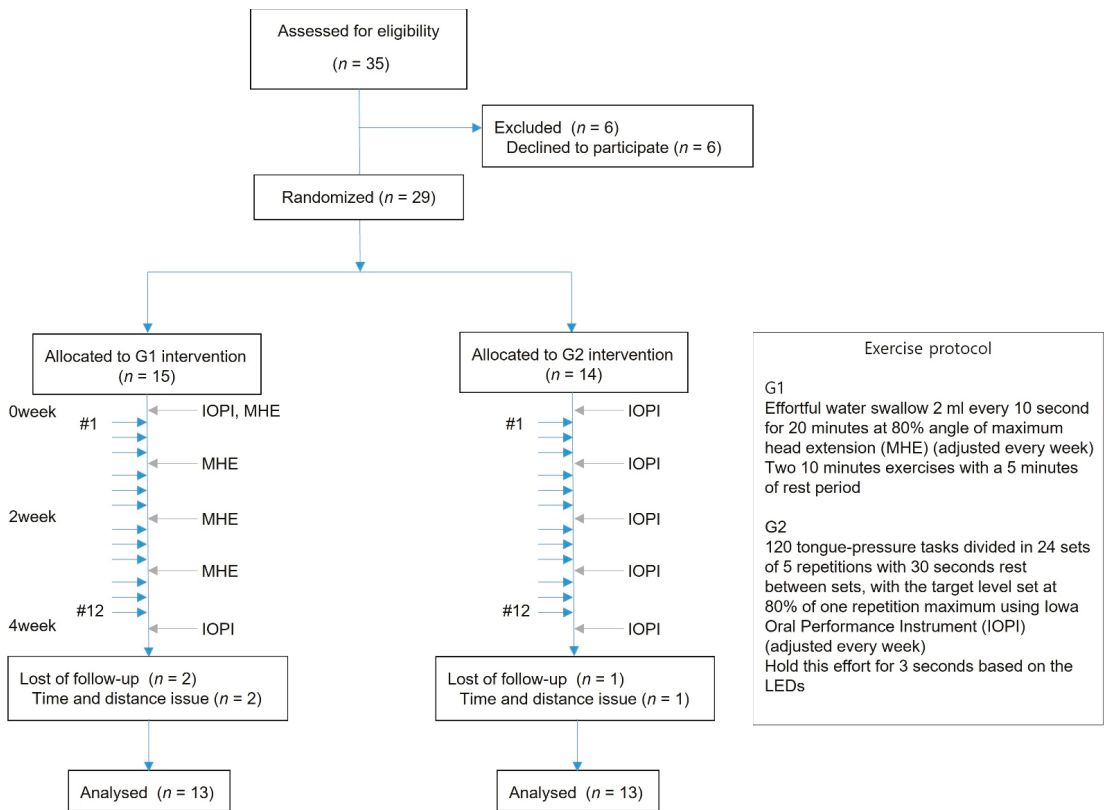 Assessed for eligibility
(n = 35)
Excluded (n = 6)
Declined to participate (n = 6)
Randomized (n = 29)
Allocated to G1 intervention
(n = 15)
0week
IOPI, MHE
#1
MHE
2week
MHE
MHE
#12
4week
IOPI
Lost of follow-up (n = 2)
Time and distance issue (n = 2)
Analysed (n = 13)
Allocated to G2 intervention
(n = 14)
IOPI
#1
IOPI
IOPI
IOPI
#12
IOPI
Lost of follow-up (n = 1)
Time and distance issue (n = 1)
Analysed (n = 13)
Exercise protocol
G1
Effortful water swallow 2 ml every 10 second
for 20 minutes at 80% angle of maximum
head extension (MHE) (adjusted every week)
Two 10 minutes exercises with a 5 minutes
of rest period
G2
120 tongue-pressure tasks divided in 24 sets
of 5 repetitions with 30 seconds rest
between sets, with the target level set at
80% of one repetition maximum using Iowa
Oral Performance Instrument (IOPI)
(adjusted every week)
Hold this effort for 3 seconds based on the
LEDs